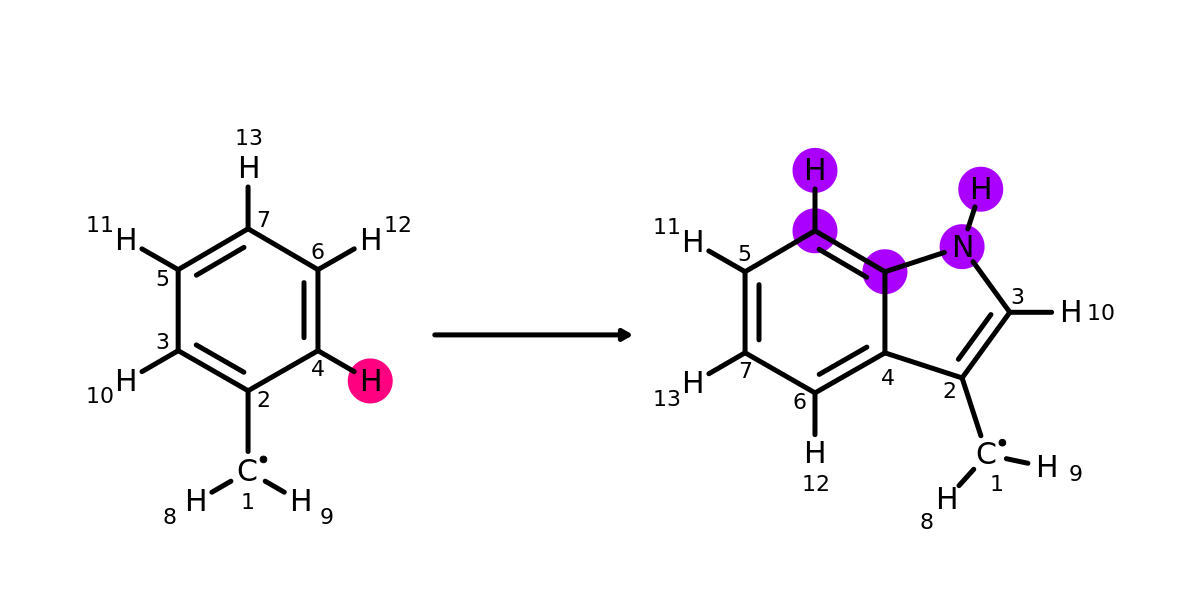 13
H
11 H 7 H 12
5 6
3 4
10 H 2 H
C•
H 1 H
8 9
H H
11 H 5 N
3 H 10
13 H 7 4 2
6 C•
H 1 H 9
12 H
8